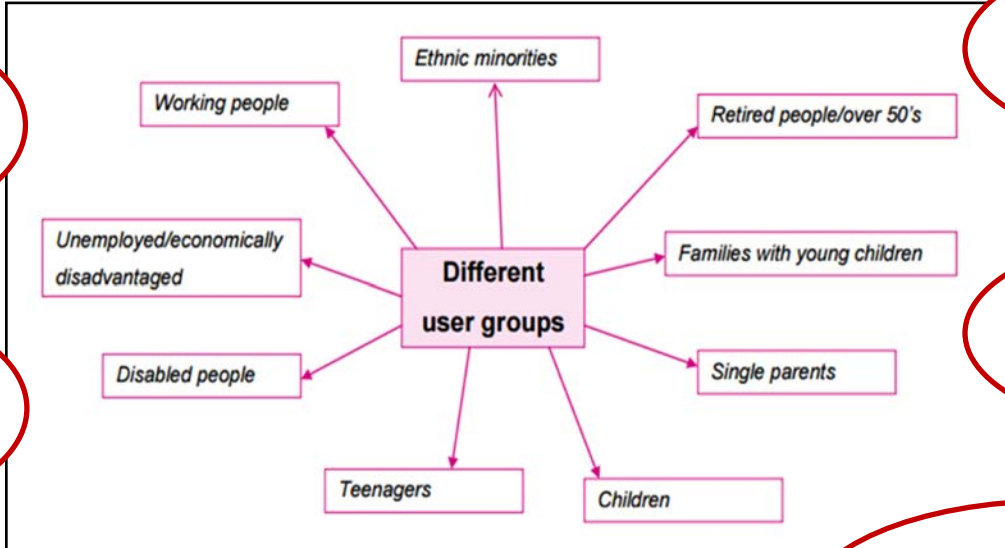 Ethnic minorities
Working people
Retired people/over 50's
Unemployed/economically
disadvantaged
Different
user groups
Families with young children
Disabled people
Single parents
Teenagers
Children